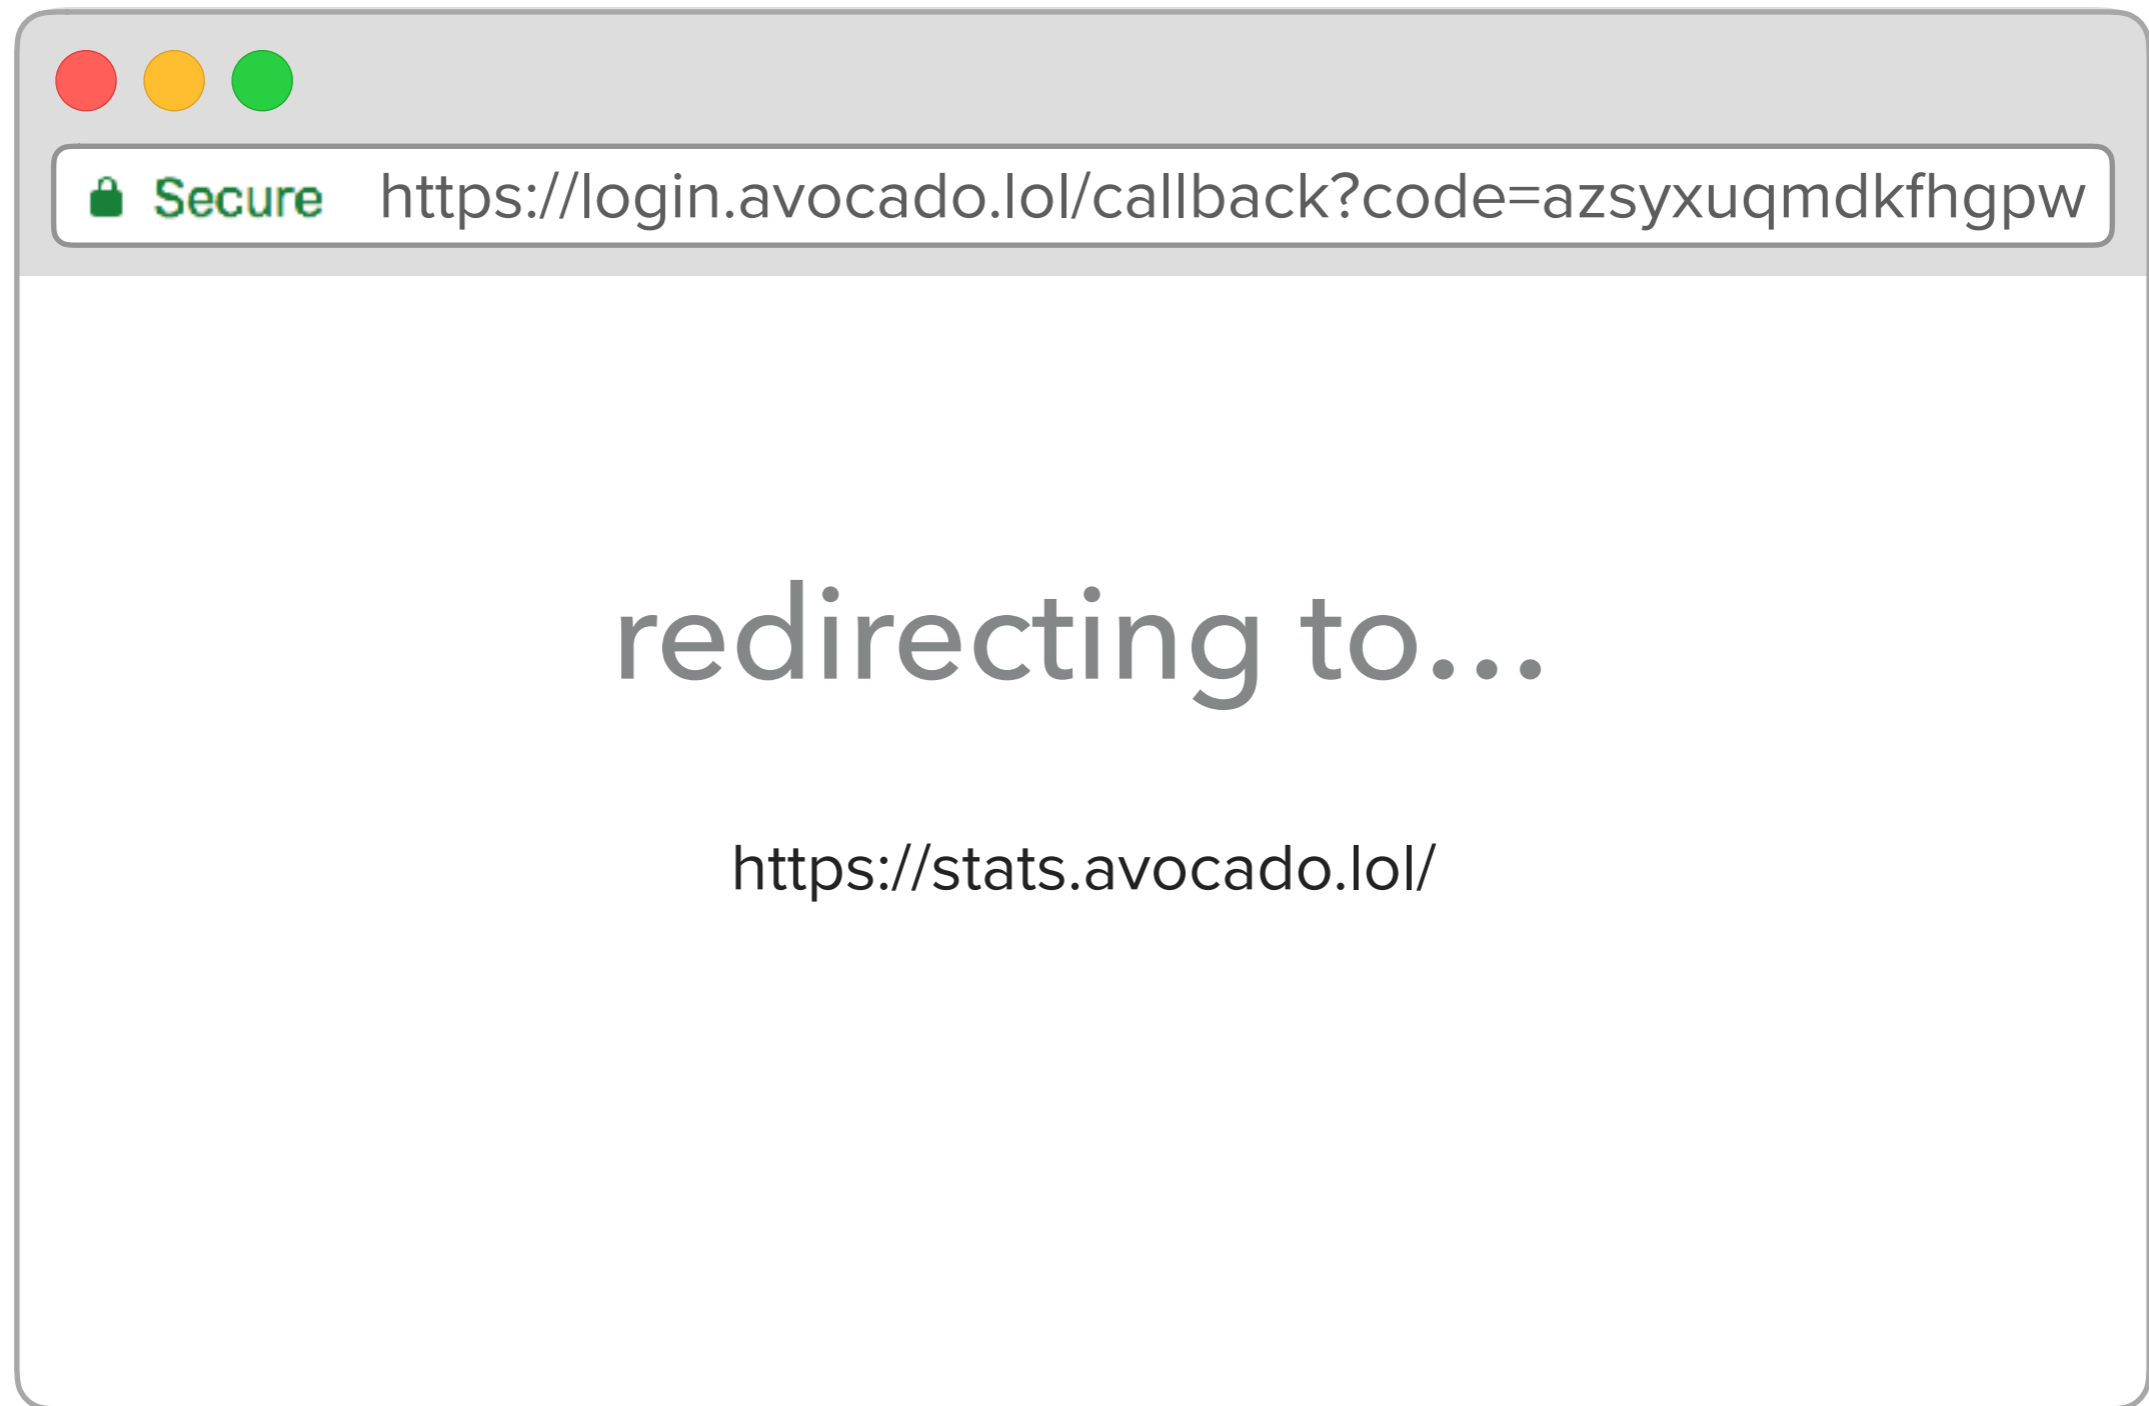 Secure https://login.avocado.lol/callback?code=azsyxuqmdkfhgpw
redirecting to...
https://stats.avocado.lol/